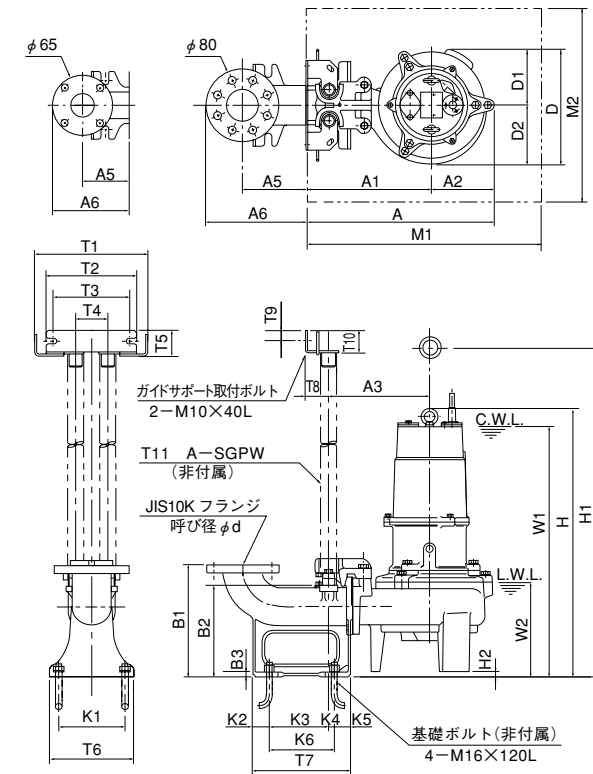 φ65
φ80
A5
A6
A5
A1
A2
A6
A
M1
D1
D2
D
M2
T1
T2
T3
T4
T5
T9
T10
T8
A3
ガイドサポート取付ボルト
2－M10×40L
T11 A－SGPW
（非付属）
JIS10K フランジ
呼び径φd
C.W.L.
L.W.L.
W1
H
H1
W2
H2
B1
B2
B3
K1
T6
K2
K3
K4
K5
K6
T7
基礎ボルト（非付属）
4－M16×120L